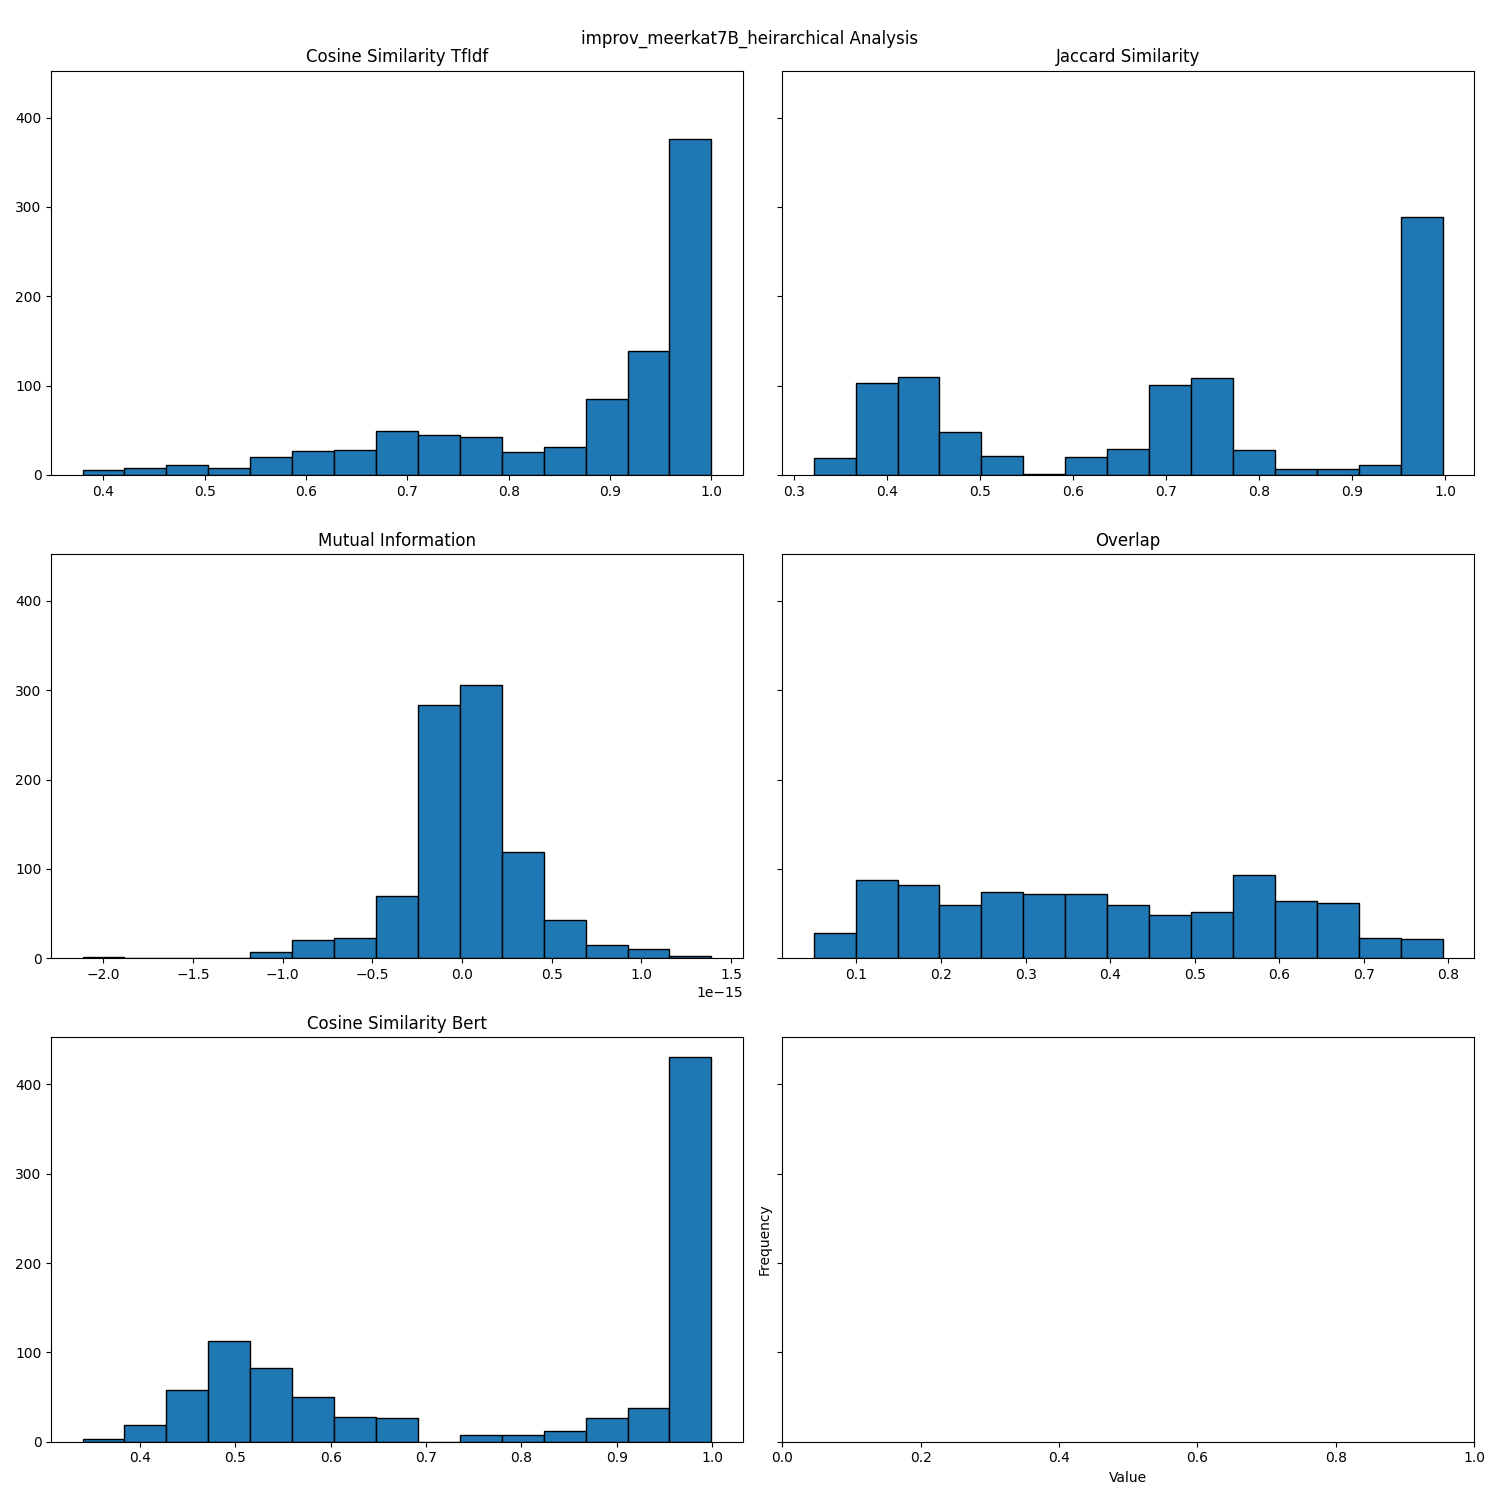 improv_meerkat7B_heirarchical Analysis
Cosine Similarity TfIdf
Jaccard Similarity
400
300
200
100
0
0.4 0.5 0.6 0.7 0.8 0.9 1.0
0.3 0.4 0.5 0.6 0.7 0.8 0.9 1.0
Mutual Information
Overlap
400
300
200
100
0
−2.0 −1.5 −1.0 −0.5 0.0 0.5 1.0 1.5
1e−15
0.1 0.2 0.3 0.4 0.5 0.6 0.7 0.8
Cosine Similarity Bert
400
300
200
100
0
0.4 0.5 0.6 0.7 0.8 0.9 1.0
Frequency
0.0 0.2 0.4 0.6 0.8 1.0
Value